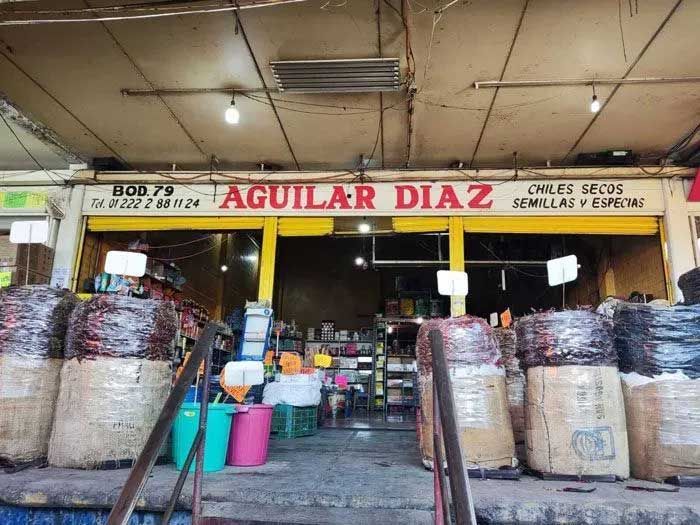 BOD. 79
Tel. 01 222 2 88 11 24
AGUILAR DIAZ
CHILES SECOS
SEMILLAS Y ESPECIAS